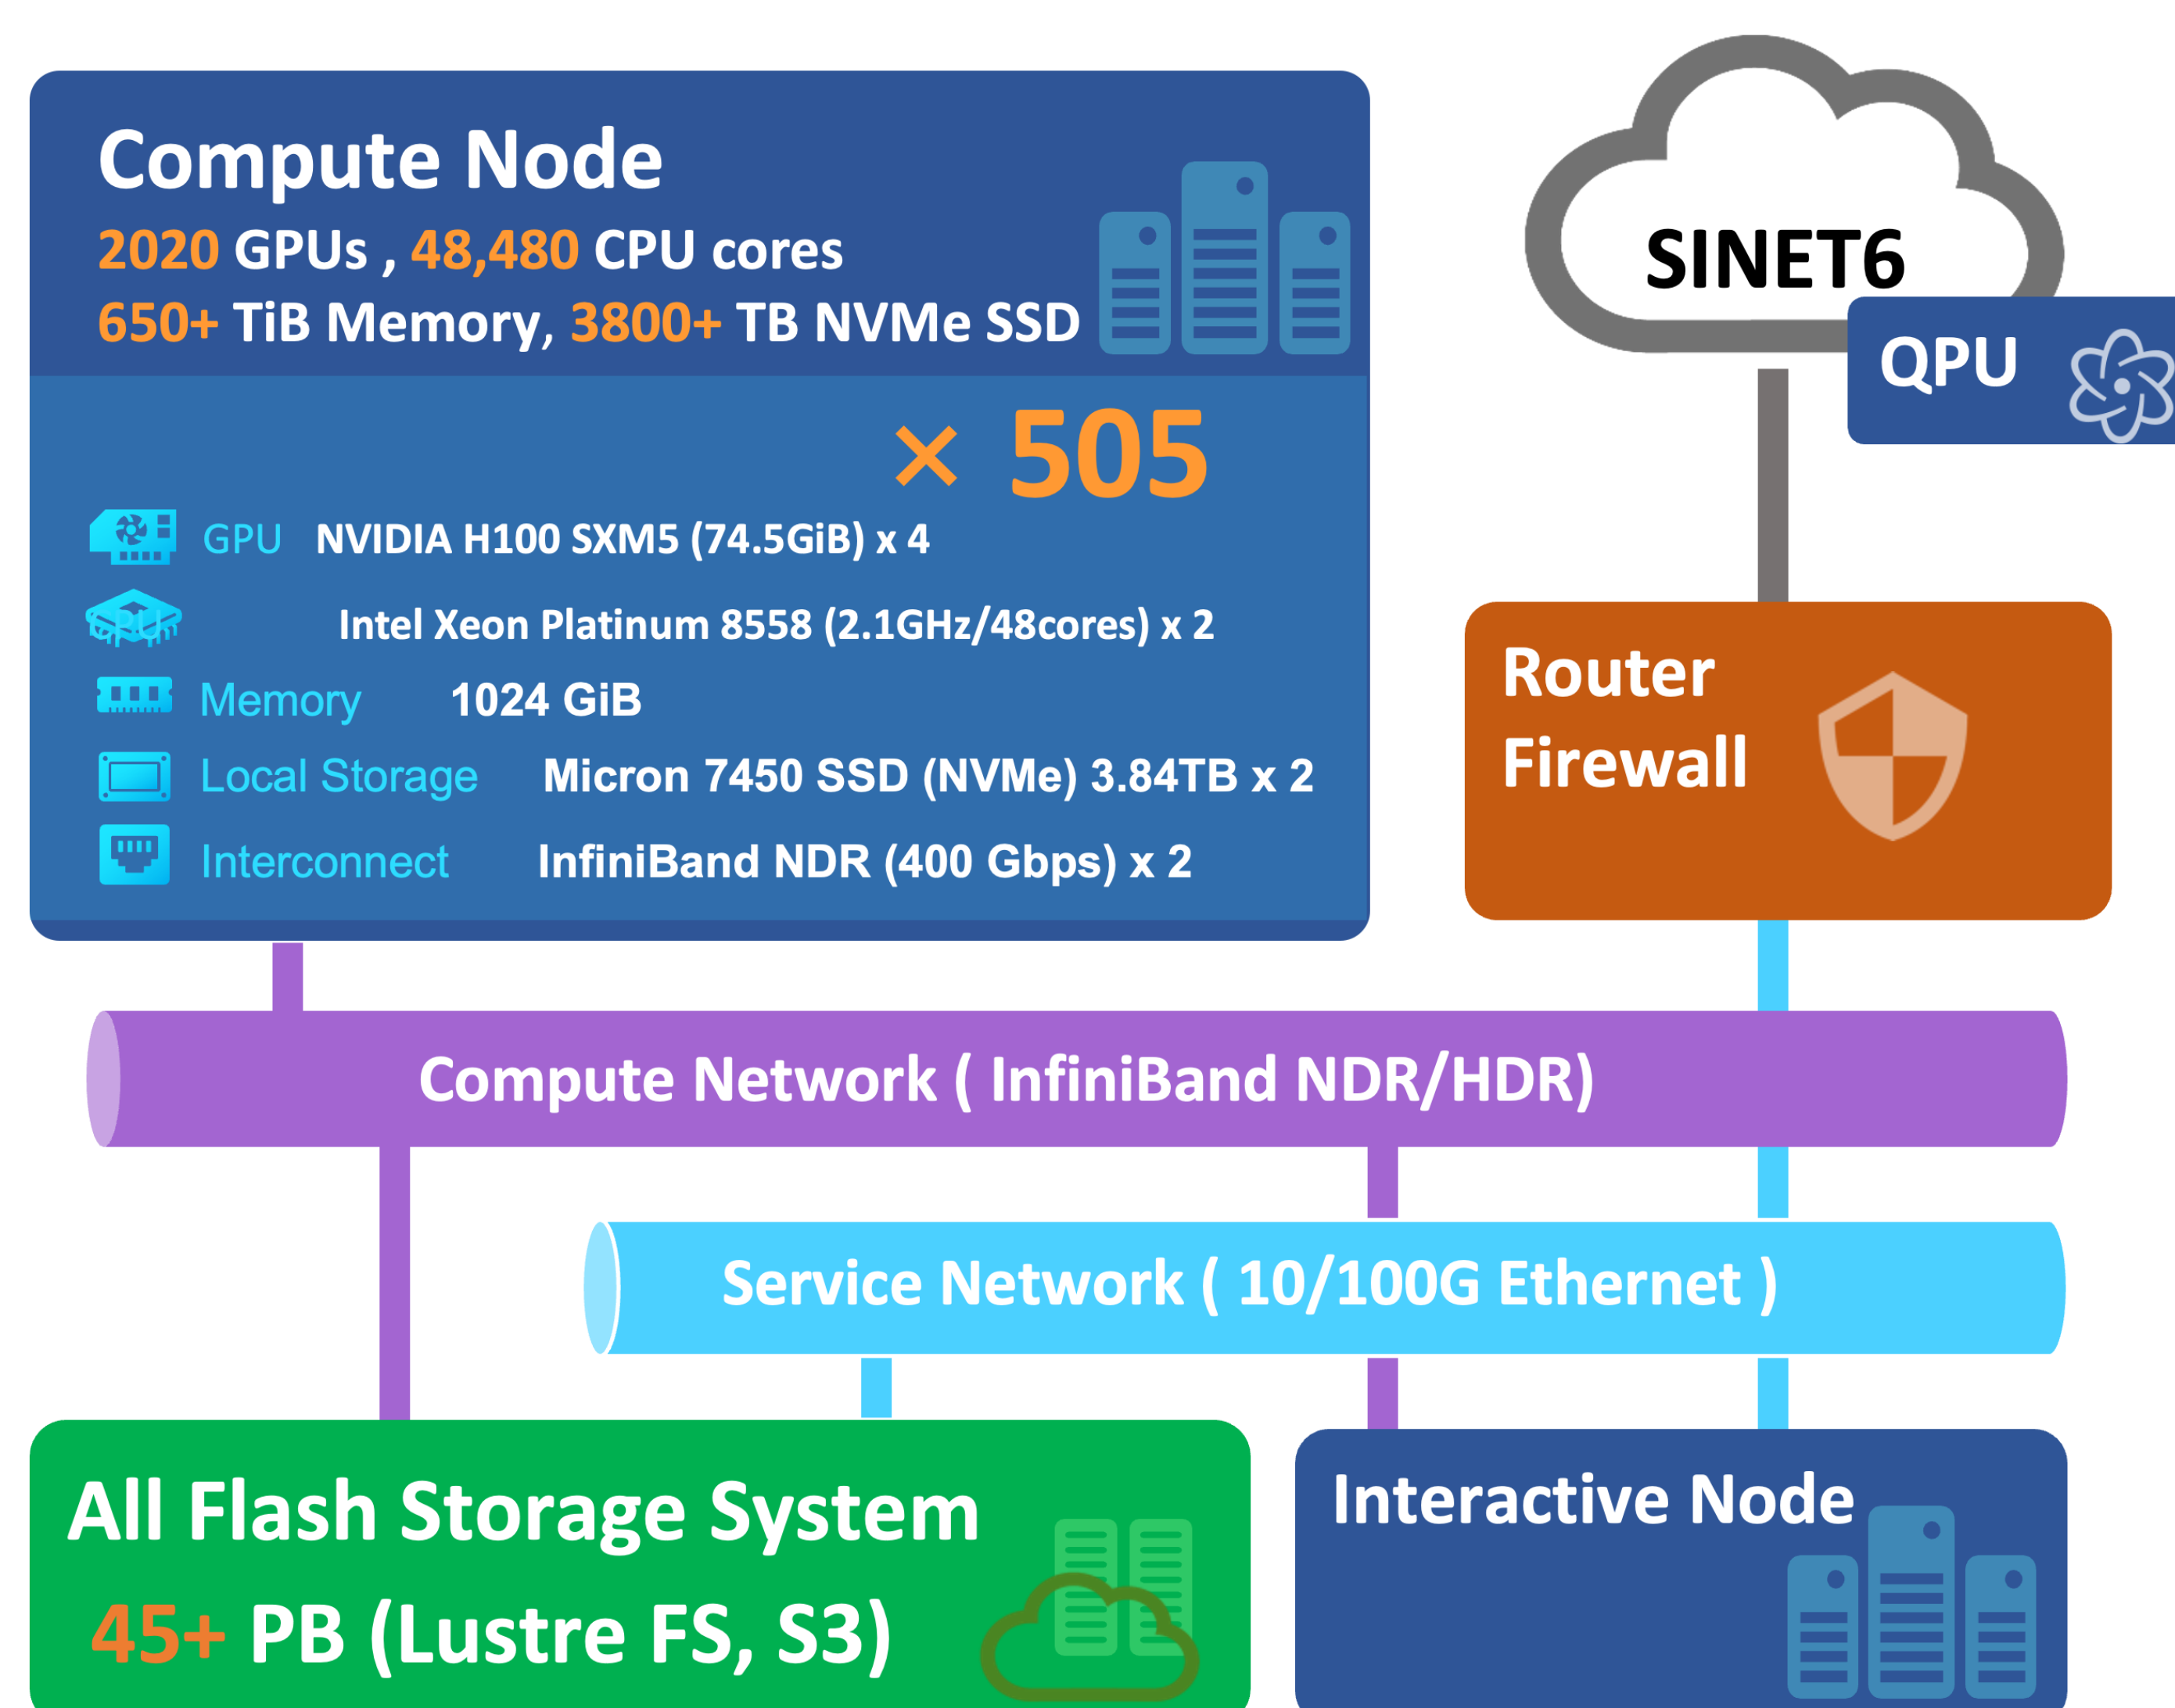 Compute Node
2020 GPUs , 48,480 CPU cores
650+ TiB Memory, 3800+ TB NVMe SSD
× 505
GPU NVIDIA H100 SXM5 (74.5GiB) x 4
CPU Intel Xeon Platinum 8558 (2.1GHz/48cores) x 2
Memory 1024 GiB
Local Storage Micron 7450 SSD (NVMe) 3.84TB x 2
Interconnect InfiniBand NDR (400 Gbps) x 2
SINET6
QPU
Router
Firewall
Compute Network ( InfiniBand NDR/HDR)
Service Network ( 10/100G Ethernet )
All Flash Storage System
45+ PB (Lustre FS, S3)
Interactive Node